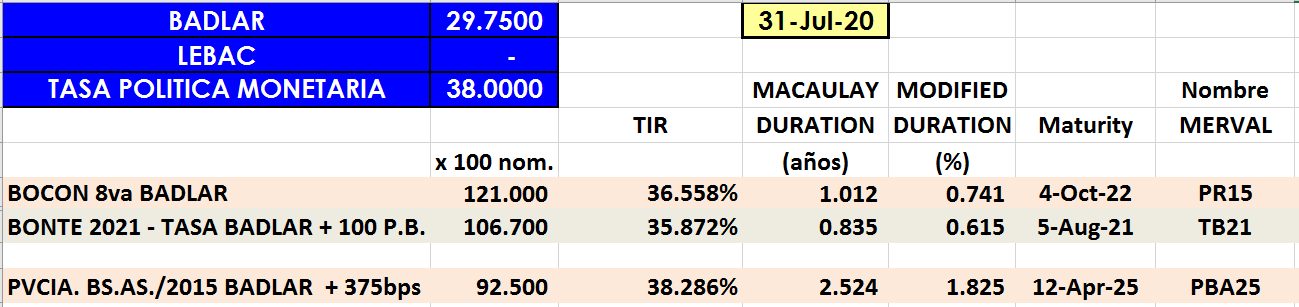 BADLAR 29.7500 31-Jul-20
LEBAC -
TASA POLITICA MONETARIA 38.0000 MACAULAY MODIFIED Nombre
TIR DURATION DURATION Maturity MERVAL
x 100 nom. (años) (%)
BOCON 8va BADLAR 121.000 36.558% 1.012 0.741 4-Oct-22 PR15
BONTE 2021 - TASA BADLAR + 100 P.B. 106.700 35.872% 0.835 0.615 5-Aug-21 TB21
PVCIA. BS.AS./2015 BADLAR + 375bps 92.500 38.286% 2.524 1.825 12-Apr-25 PBA25